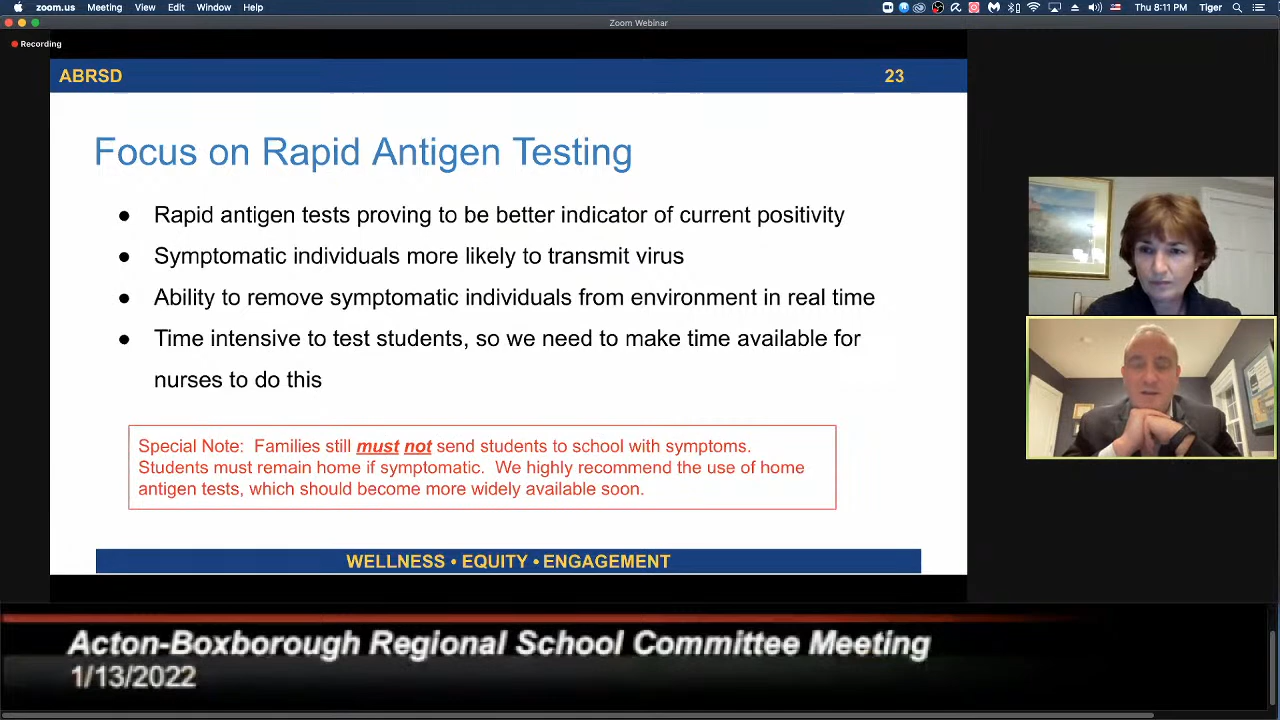 zoom.us Meeting View Edit Window Help Thu 8:11 PM Tiger
Zoom Webinar
Recording
ABRSD 23
Focus on Rapid Antigen Testing
● Rapid antigen tests proving to be better indicator of current positivity
● Symptomatic individuals more likely to transmit virus
● Ability to remove symptomatic individuals from environment in real time
● Time intensive to test students, so we need to make time available for
nurses to do this
Special Note: Families still must not send students to school with symptoms.
Students must remain home if symptomatic. We highly recommend the use of home
antigen tests, which should become more widely available soon.
WELLNESS • EQUITY • ENGAGEMENT
Acton-Boxborough Regional School Committee Meeting
1/13/2022